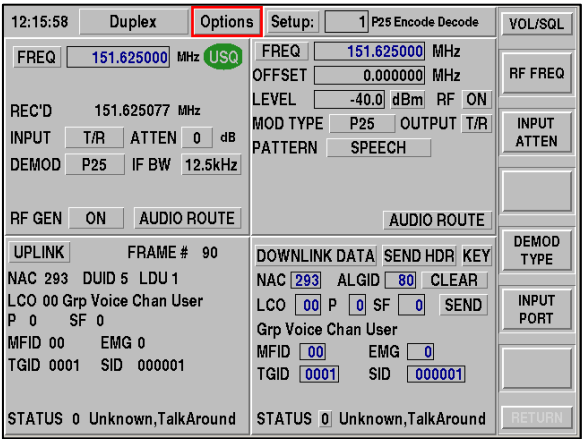 12:15:58 Duplex Options Setup: 1 P25 Encode Decode
FREQ 151.625000 MHz USQ
REC'D 151.625077 MHz
INPUT T/R ATTEN 0 dB
DEMOD P25 IF BW 12.5kHz
RF GEN ON AUDIO ROUTE
FREQ 151.625000 MHz
OFFSET 0.000000 MHz
LEVEL -40.0 dBm RF ON
MOD TYPE P25 OUTPUT T/R
PATTERN SPEECH
AUDIO ROUTE
UPLINK FRAME # 90
NAC 293 DUID 5 LDU 1
LCO 00 Grp Voice Chan User
P 0 SF 0
MFID 00 EMG 0
TGID 0001 SID 000001
STATUS 0 Unknown,TalkAround
DOWNLINK DATA SEND HDR KEY
NAC 293 ALGID 80 CLEAR
LCO 00 P 0 SF 0 SEND
Grp Voice Chan User
MFID 00 EMG 0
TGID 0001 SID 000001
STATUS 0 Unknown,TalkAround
VOL/SQL
RF FREQ
INPUT
ATTEN
DEMOD
TYPE
INPUT
PORT
RETURN